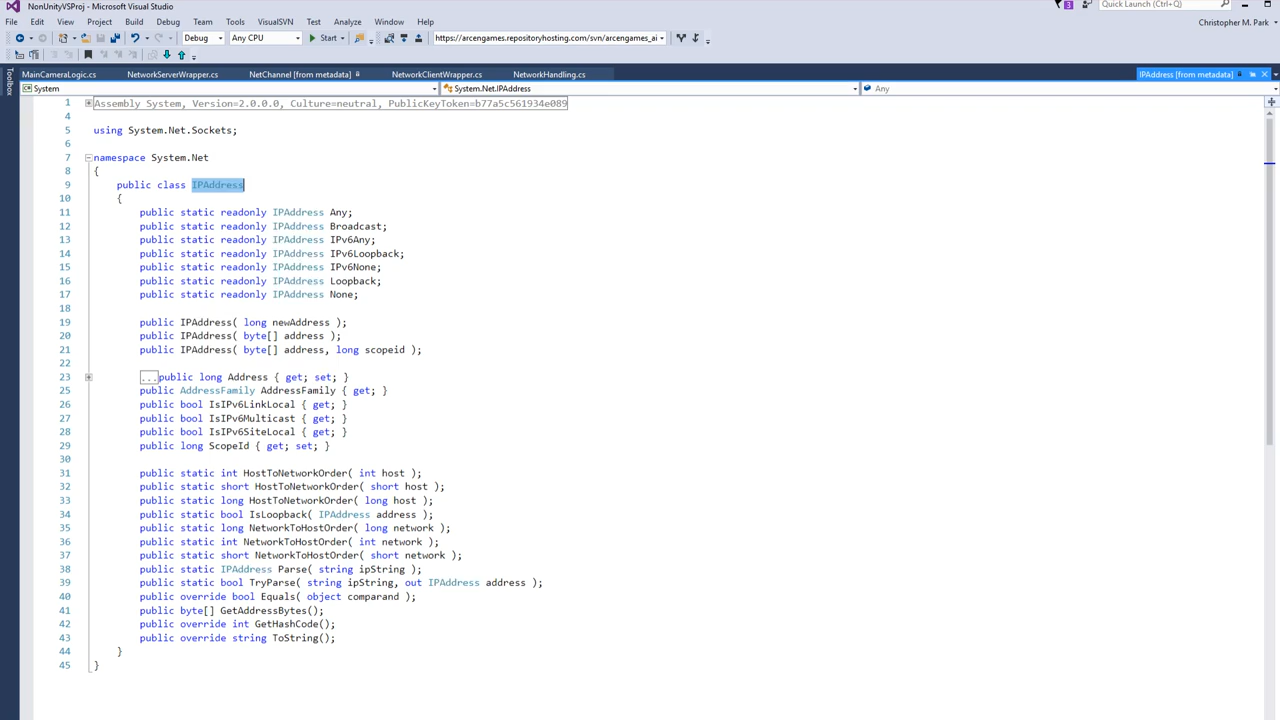 NonUnityVSProj - Microsoft Visual Studio
3
Quick Launch (Ctrl+Q)
File Edit View Project Build Debug Team Tools VisualSVN Test Analyze Window Help
Christopher M. Park
Debug Any CPU Start https://arcengames.repositoryhosting.com/svn/arcengames_ai
Toolbox
MainCameraLogic.cs NetworkServerWrapper.cs NetChannel [from metadata] NetworkClientWrapper.cs NetworkHandling.cs IPAddress [from metadata]
System System.Net.IPAddress Any
1 Assembly System, Version=2.0.0.0, Culture=neutral, PublicKeyToken=b77a5c561934e089
4
5 using System.Net.Sockets;
6
7 namespace System.Net
8 {
9 public class IPAddress
10 {
11 public static readonly IPAddress Any;
12 public static readonly IPAddress Broadcast;
13 public static readonly IPAddress IPv6Any;
14 public static readonly IPAddress IPv6Loopback;
15 public static readonly IPAddress IPv6None;
16 public static readonly IPAddress Loopback;
17 public static readonly IPAddress None;
18
19 public IPAddress( long newAddress );
20 public IPAddress( byte[] address );
21 public IPAddress( byte[] address, long scopeid );
22
23 ...public long Address { get; set; }
25 public AddressFamily AddressFamily { get; }
26 public bool IsIPv6LinkLocal { get; }
27 public bool IsIPv6Multicast { get; }
28 public bool IsIPv6SiteLocal { get; }
29 public long ScopeId { get; set; }
30
31 public static int HostToNetworkOrder( int host );
32 public static short HostToNetworkOrder( short host );
33 public static long HostToNetworkOrder( long host );
34 public static bool IsLoopback( IPAddress address );
35 public static long NetworkToHostOrder( long network );
36 public static int NetworkToHostOrder( int network );
37 public static short NetworkToHostOrder( short network );
38 public static IPAddress Parse( string ipString );
39 public static bool TryParse( string ipString, out IPAddress address );
40 public override bool Equals( object comparand );
41 public byte[] GetAddressBytes();
42 public override int GetHashCode();
43 public override string ToString();
44 }
45 }